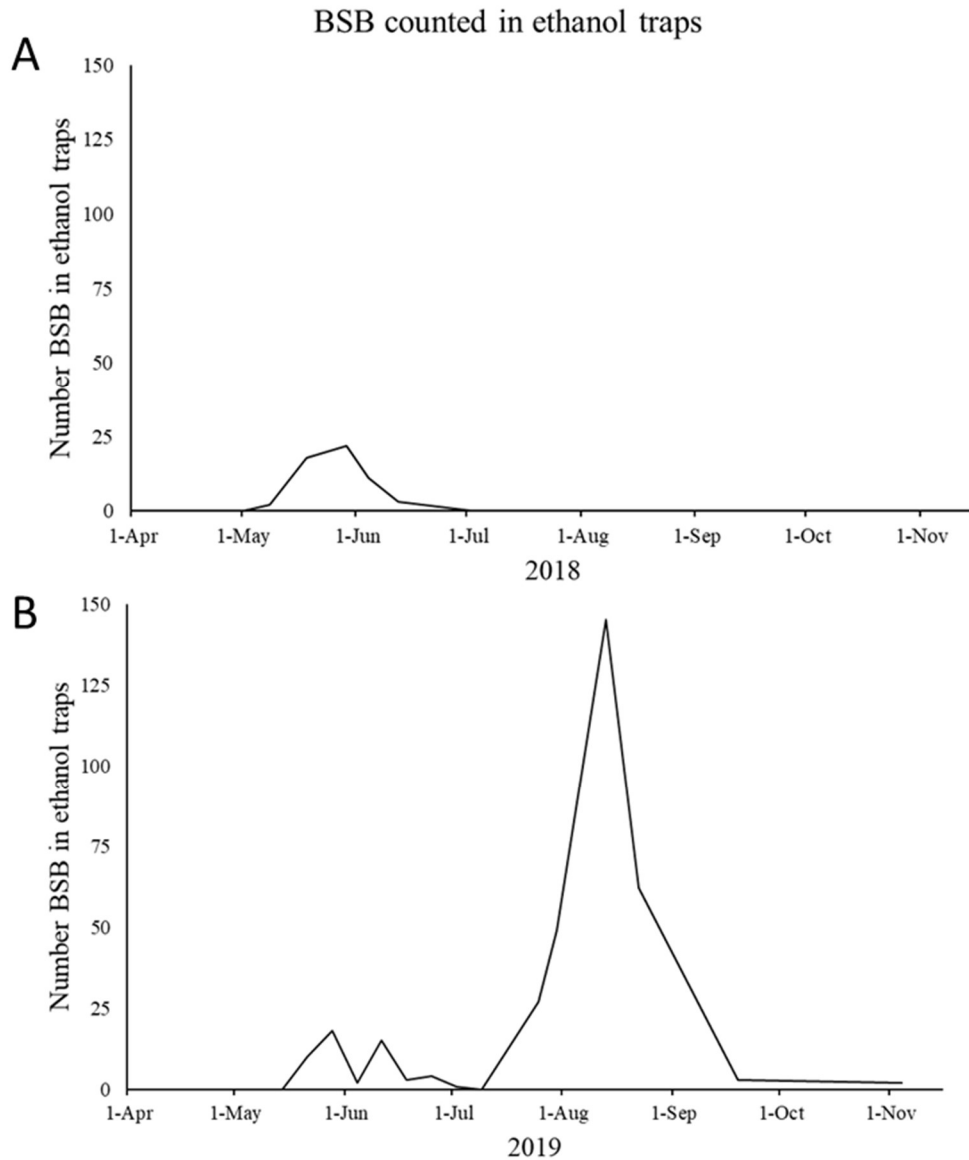 BSB counted in ethanol traps
A
Number BSB in ethanol traps
150
125
100
75
50
25
0
1-Apr 1-May 1-Jun 1-Jul 1-Aug 1-Sep 1-Oct 1-Nov
2018
B
Number BSB in ethanol traps
150
125
100
75
50
25
0
1-Apr 1-May 1-Jun 1-Jul 1-Aug 1-Sep 1-Oct 1-Nov
2019